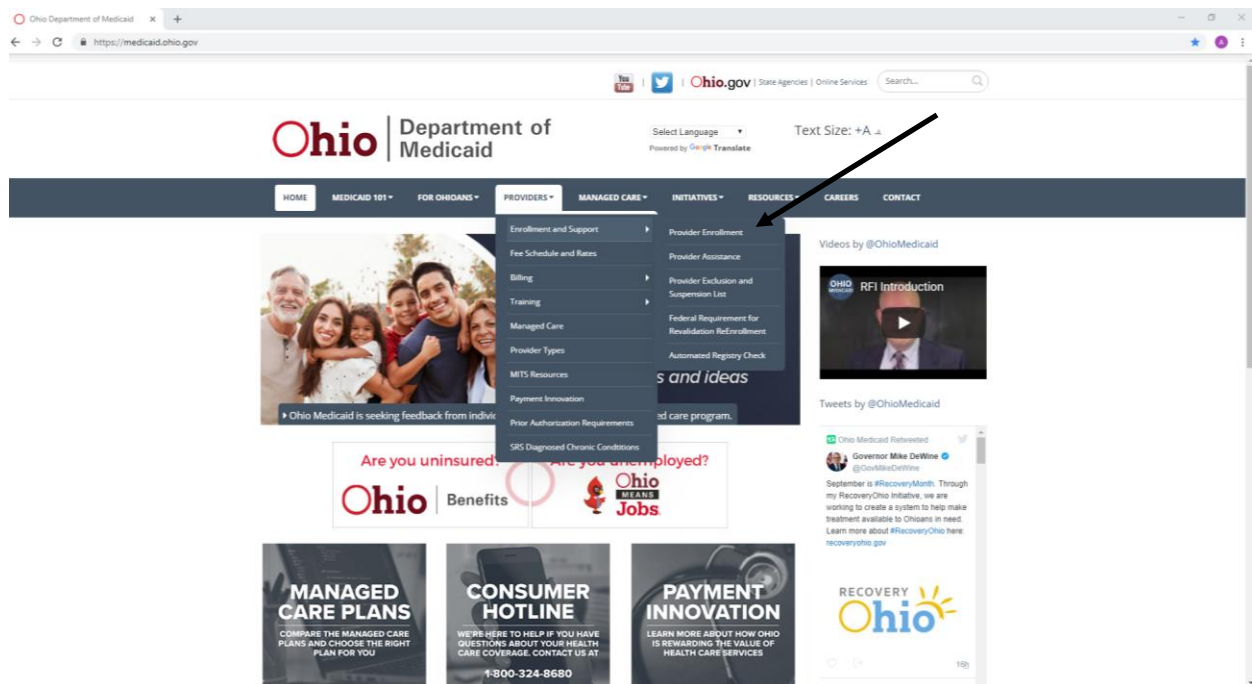 Ohio Department of Medicaid
https://medicaid.ohio.gov
A
You
Tube
Ohio.gov | State Agencies | Online Services
Search...
Ohio
Department of
Medicaid
Select Language
Powered by Google Translate
Text Size: +A -A
HOME
MEDICAID 101
FOR OHIOANS
PROVIDERS
MANAGED CARE
INITIATIVES
RESOURCES
CAREERS
CONTACT
Enrollment and Support
Fee Schedule and Rates
Billing
Training
Managed Care
Provider Types
MITS Resources
Payment Innovation
Prior Authorization Requirements
SRS Diagnosed Chronic Condtitions
Provider Enrollment
Provider Assistance
Provider Exclusion and
Suspension List
Federal Requirement for
Revalidation ReEnrollment
Automated Registry Check
s and ideas
Ohio Medicaid is seeking feedback from indivi
ed care program.
Are you uninsured?
Ohio Benefits
Are you unemployed?
Ohio
MEANS
Jobs
MANAGED
CARE PLANS
COMPARE THE MANAGED CARE
PLANS AND CHOOSE THE RIGHT
PLAN FOR YOU
CONSUMER
HOTLINE
WE'RE HERE TO HELP IF YOU HAVE
QUESTIONS ABOUT YOUR HEALTH
CARE COVERAGE. CONTACT US AT
1-800-324-8680
PAYMENT
INNOVATION
LEARN MORE ABOUT HOW OHIO
IS REWARDING THE VALUE OF
HEALTH CARE SERVICES
Videos by @OhioMedicaid
OHIO
MEDICAID
RFI Introduction
Tweets by @OhioMedicaid
Ohio Medicaid Retweeted
Governor Mike DeWine
@GovMikeDeWine
September is #RecoveryMonth. Through
my RecoveryOhio Initiative, we are
working to create a system to help make
treatment available to Ohioans in need.
Learn more about #RecoveryOhio here:
recoveryohio.gov
RECOVERY
Ohio
16h